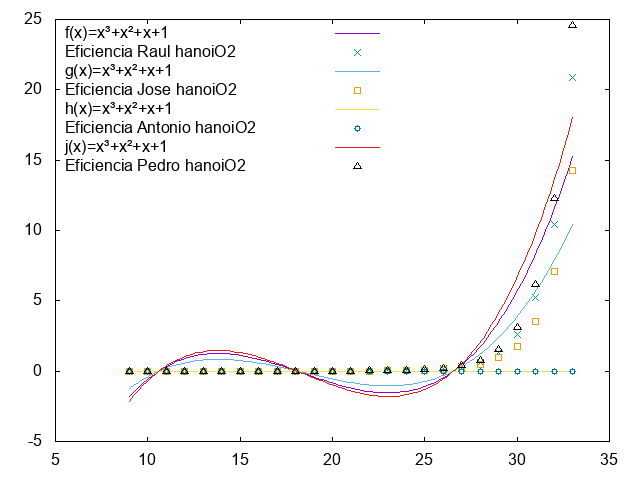 f(x)=x³+x²+x+1
Eficiencia Raul hanoiO2
g(x)=x³+x²+x+1
Eficiencia Jose hanoiO2
h(x)=x³+x²+x+1
Eficiencia Antonio hanoiO2
j(x)=x³+x²+x+1
Eficiencia Pedro hanoiO2
25
20
15
10
5
0
-5
5
10
15
20
25
30
35